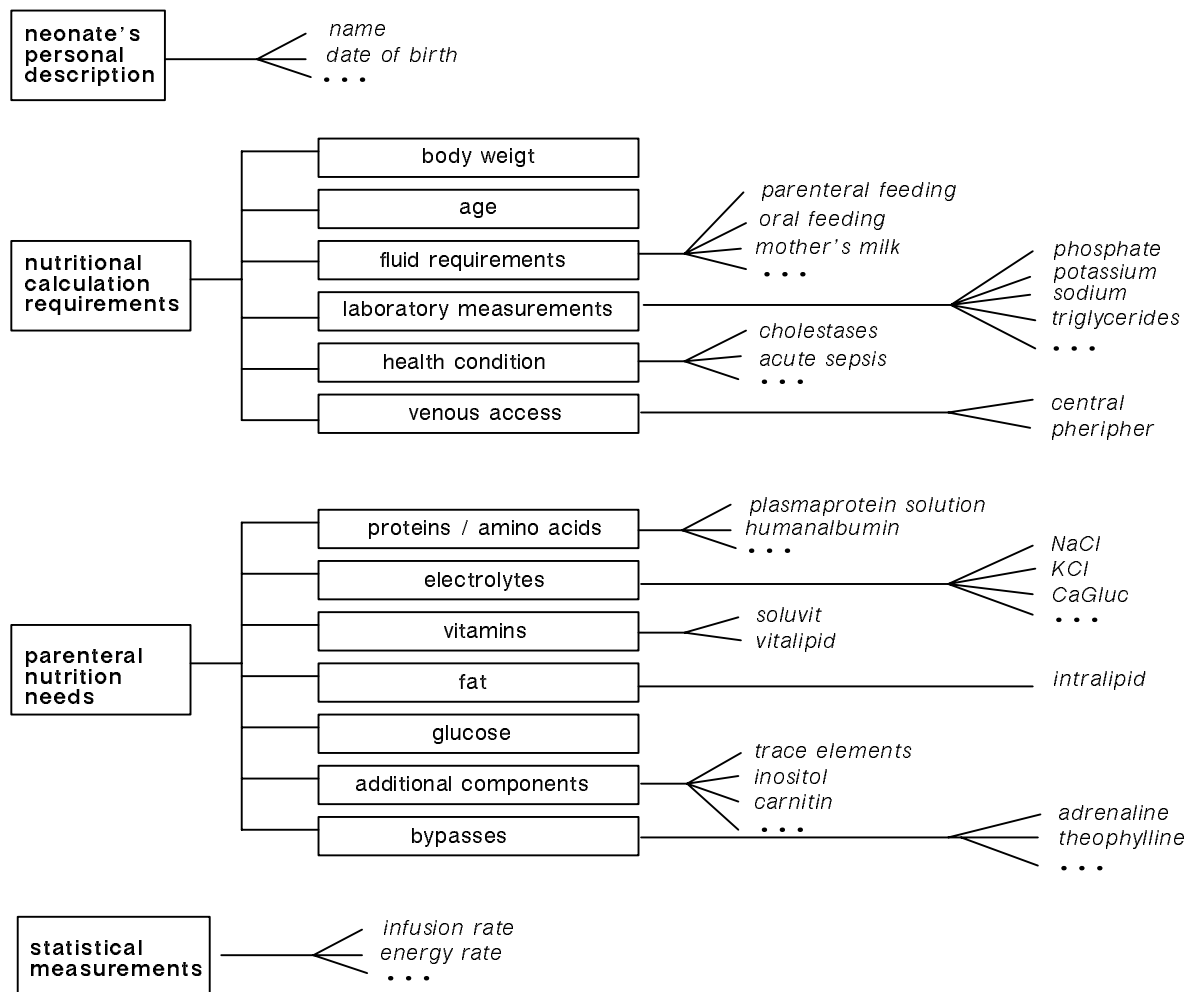 neonate's
personal
description
name
date of birth
...
nutritional
calculation
requirements
body weigt
age
fluid requirements
parenteral feeding
oral feeding
mother's milk
...
laboratory measurements
phosphate
potassium
sodium
triglycerides
...
health condition
cholestases
acute sepsis
...
venous access
central
pheripher
parenteral
nutrition
needs
proteins / amino acids
plasmaprotein solution
humanalbumin
...
electrolytes
NaCl
KCl
CaGluc
...
vitamins
soluvit
vitalipid
fat
intralipid
glucose
additional components
trace elements
inositol
carnitin
...
bypasses
adrenaline
theophylline
...
statistical
measurements
infusion rate
energy rate
...